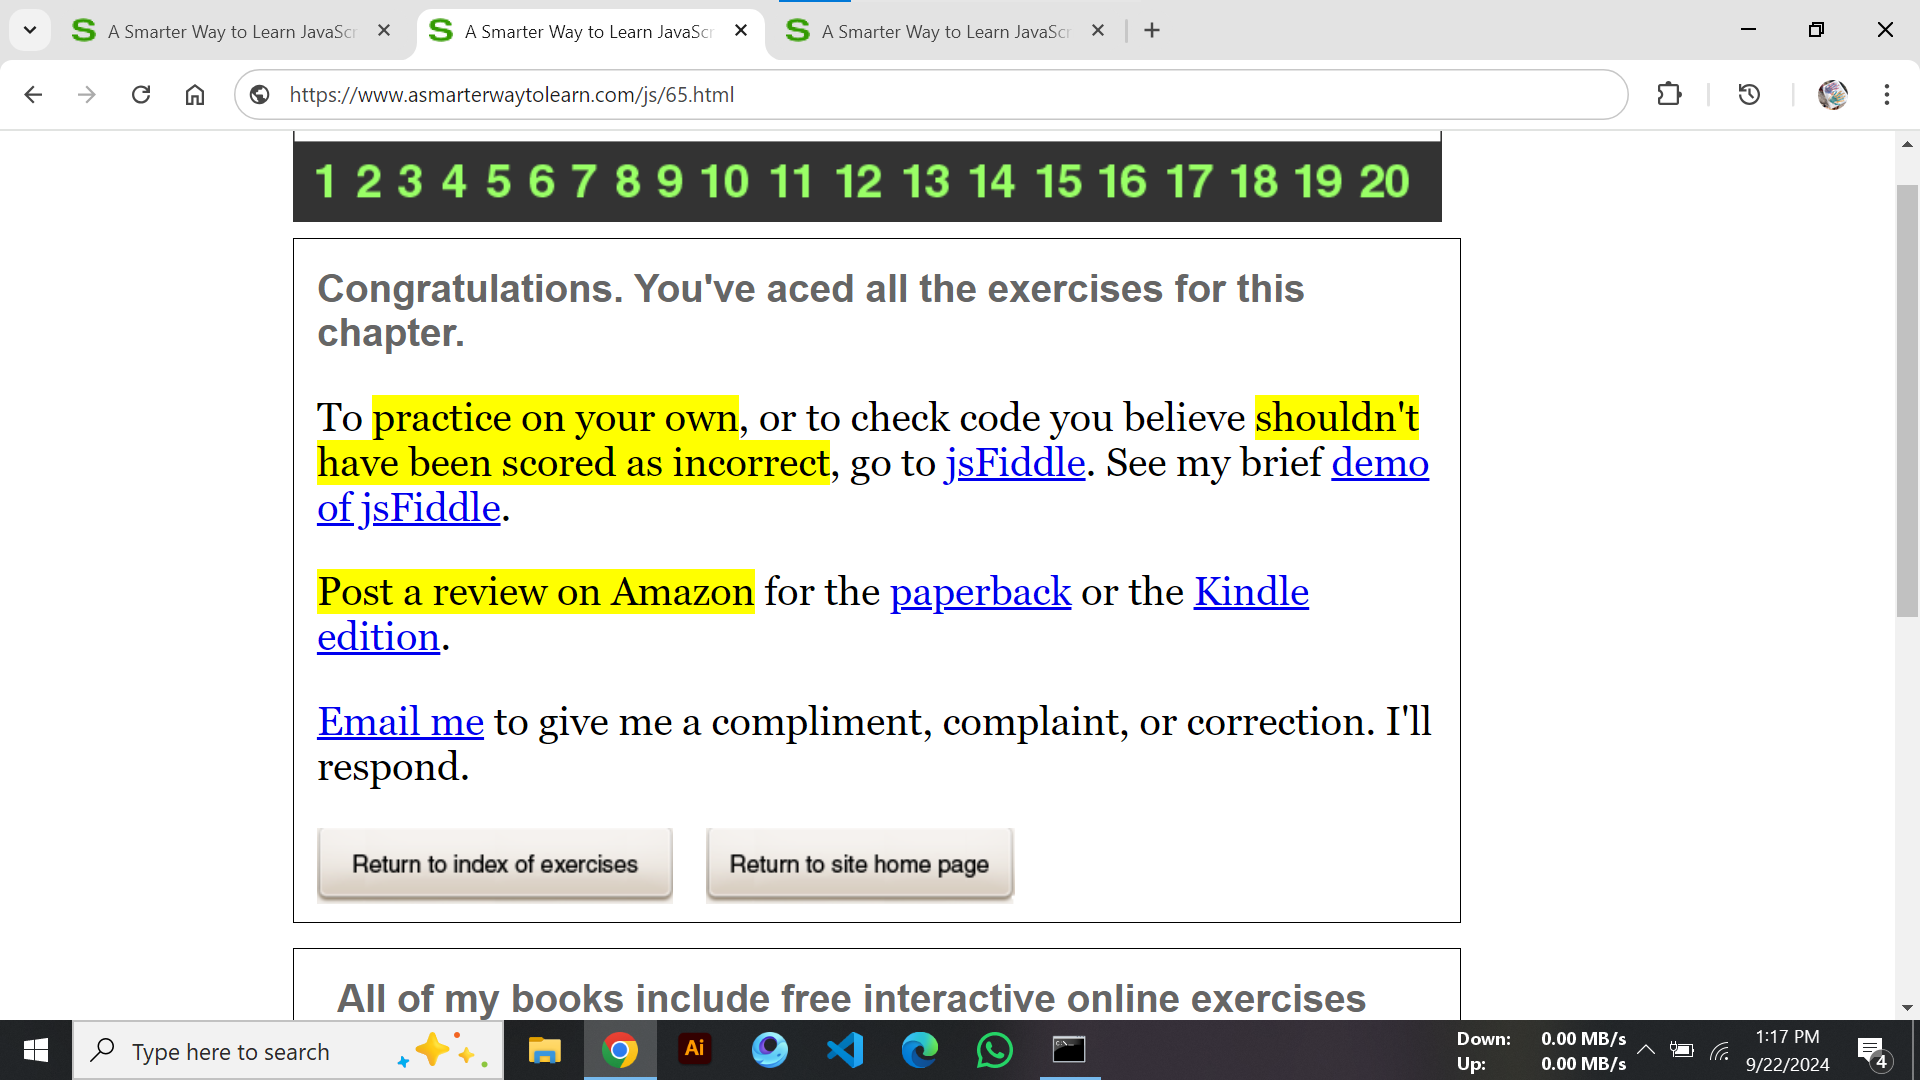 A Smarter Way to Learn JavaScr
A Smarter Way to Learn JavaScr
A Smarter Way to Learn JavaScr
https://www.asmarterwaytolearn.com/js/65.html
1 2 3 4 5 6 7 8 9 10 11 12 13 14 15 16 17 18 19 20
Congratulations. You've aced all the exercises for this
chapter.
To practice on your own, or to check code you believe shouldn't
have been scored as incorrect, go to jsFiddle. See my brief demo
of jsFiddle.
Post a review on Amazon for the paperback or the Kindle
edition.
Email me to give me a compliment, complaint, or correction. I'll
respond.
Return to index of exercises
Return to site home page
All of my books include free interactive online exercises
Type here to search
Ai
Down: 0.00 MB/s
Up: 0.00 MB/s
1:17 PM
9/22/2024
4